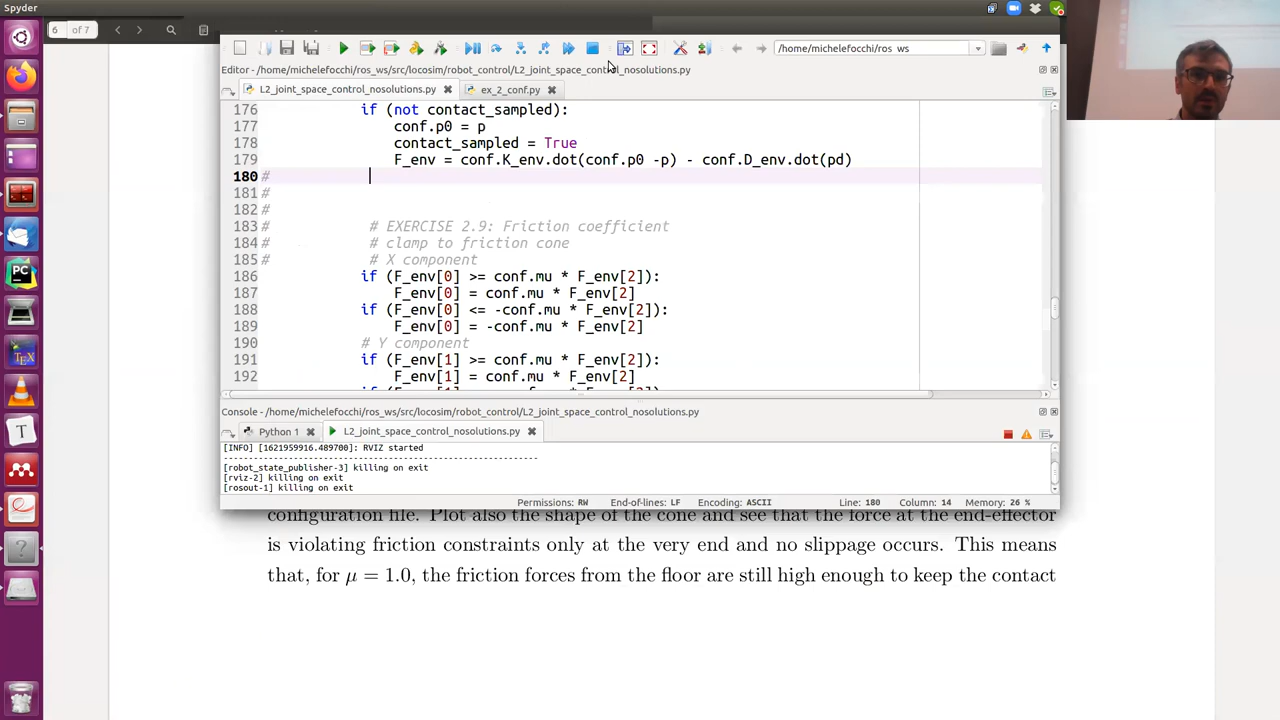 Spyder
6 of 7
/home/michelefocchi/ros_ws
Editor - /home/michelefocchi/ros_ws/src/locosim/robot_control/L2_joint_space_control_nosolutions.py
L2_joint_space_control_nosolutions.py
ex_2_conf.py
176 if (not contact_sampled):
177 conf.p0 = p
178 contact_sampled = True
179 F_env = conf.K_env.dot(conf.p0 -p) - conf.D_env.dot(pd)
180 #
181 #
182 #
183 # # EXERCISE 2.9: Friction coefficient
184 # # clamp to friction cone
185 # # X component
186 if (F_env[0] >= conf.mu * F_env[2]):
187 F_env[0] = conf.mu * F_env[2]
188 if (F_env[0] <= -conf.mu * F_env[2]):
189 F_env[0] = -conf.mu * F_env[2]
190 # Y component
191 if (F_env[1] >= conf.mu * F_env[2]):
192 F_env[1] = conf.mu * F_env[2]
Console - /home/michelefocchi/ros_ws/src/locosim/robot_control/L2_joint_space_control_nosolutions.py
Python 1
L2_joint_space_control_nosolutions.py
[INFO] [1621959916.489700]: RVIZ started
------------------------------------------------------
[robot_state_publisher-3] killing on exit
[rviz-2] killing on exit
[rosout-1] killing on exit
Permissions: RW End-of-lines: LF Encoding: ASCII Line: 180 Column: 14 Memory: 26 %
configuration file. Plot also the shape of the cone and see that the force at the end-effector
is violating friction constraints only at the very end and no slippage occurs. This means
that, for μ = 1.0, the friction forces from the floor are still high enough to keep the contact